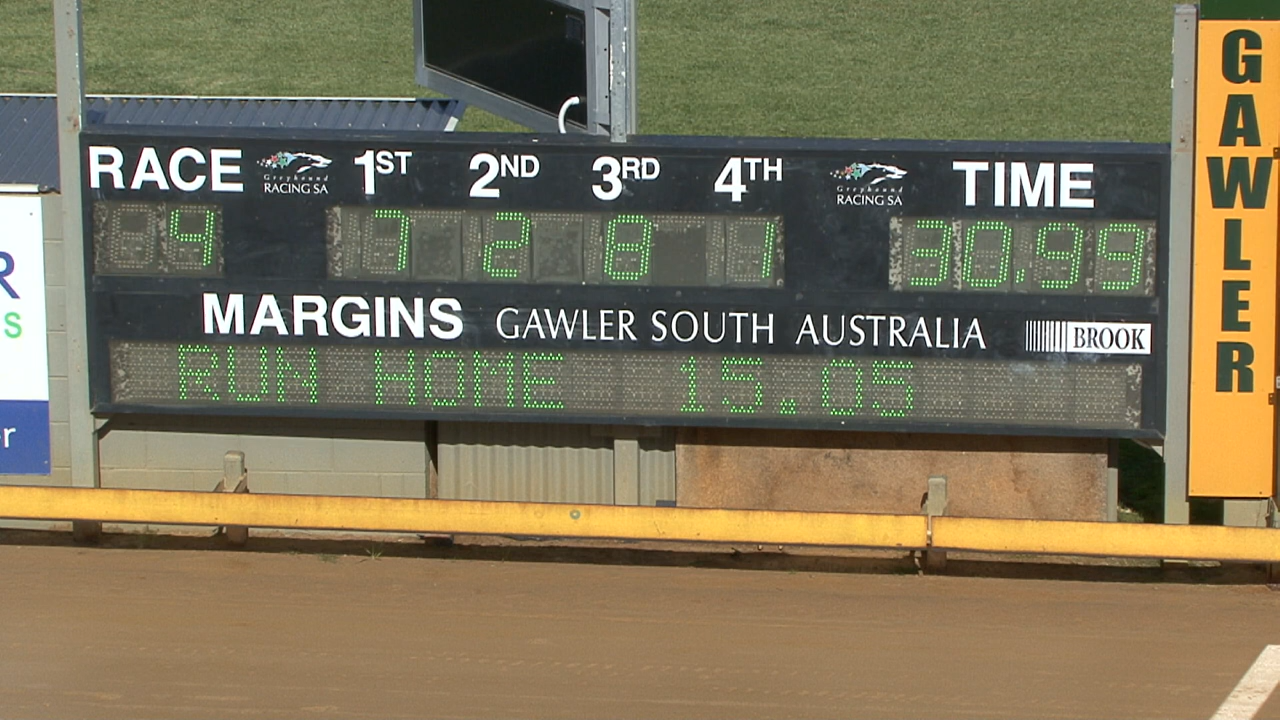 RACE Greyhound RACING SA 1ST 2ND 3RD 4TH Greyhound RACING SA TIME
4 7 2 8 1 30.99
MARGINS GAWLER SOUTH AUSTRALIA BROOK
RUN HOME 15.05
GAWLER
R
S
er